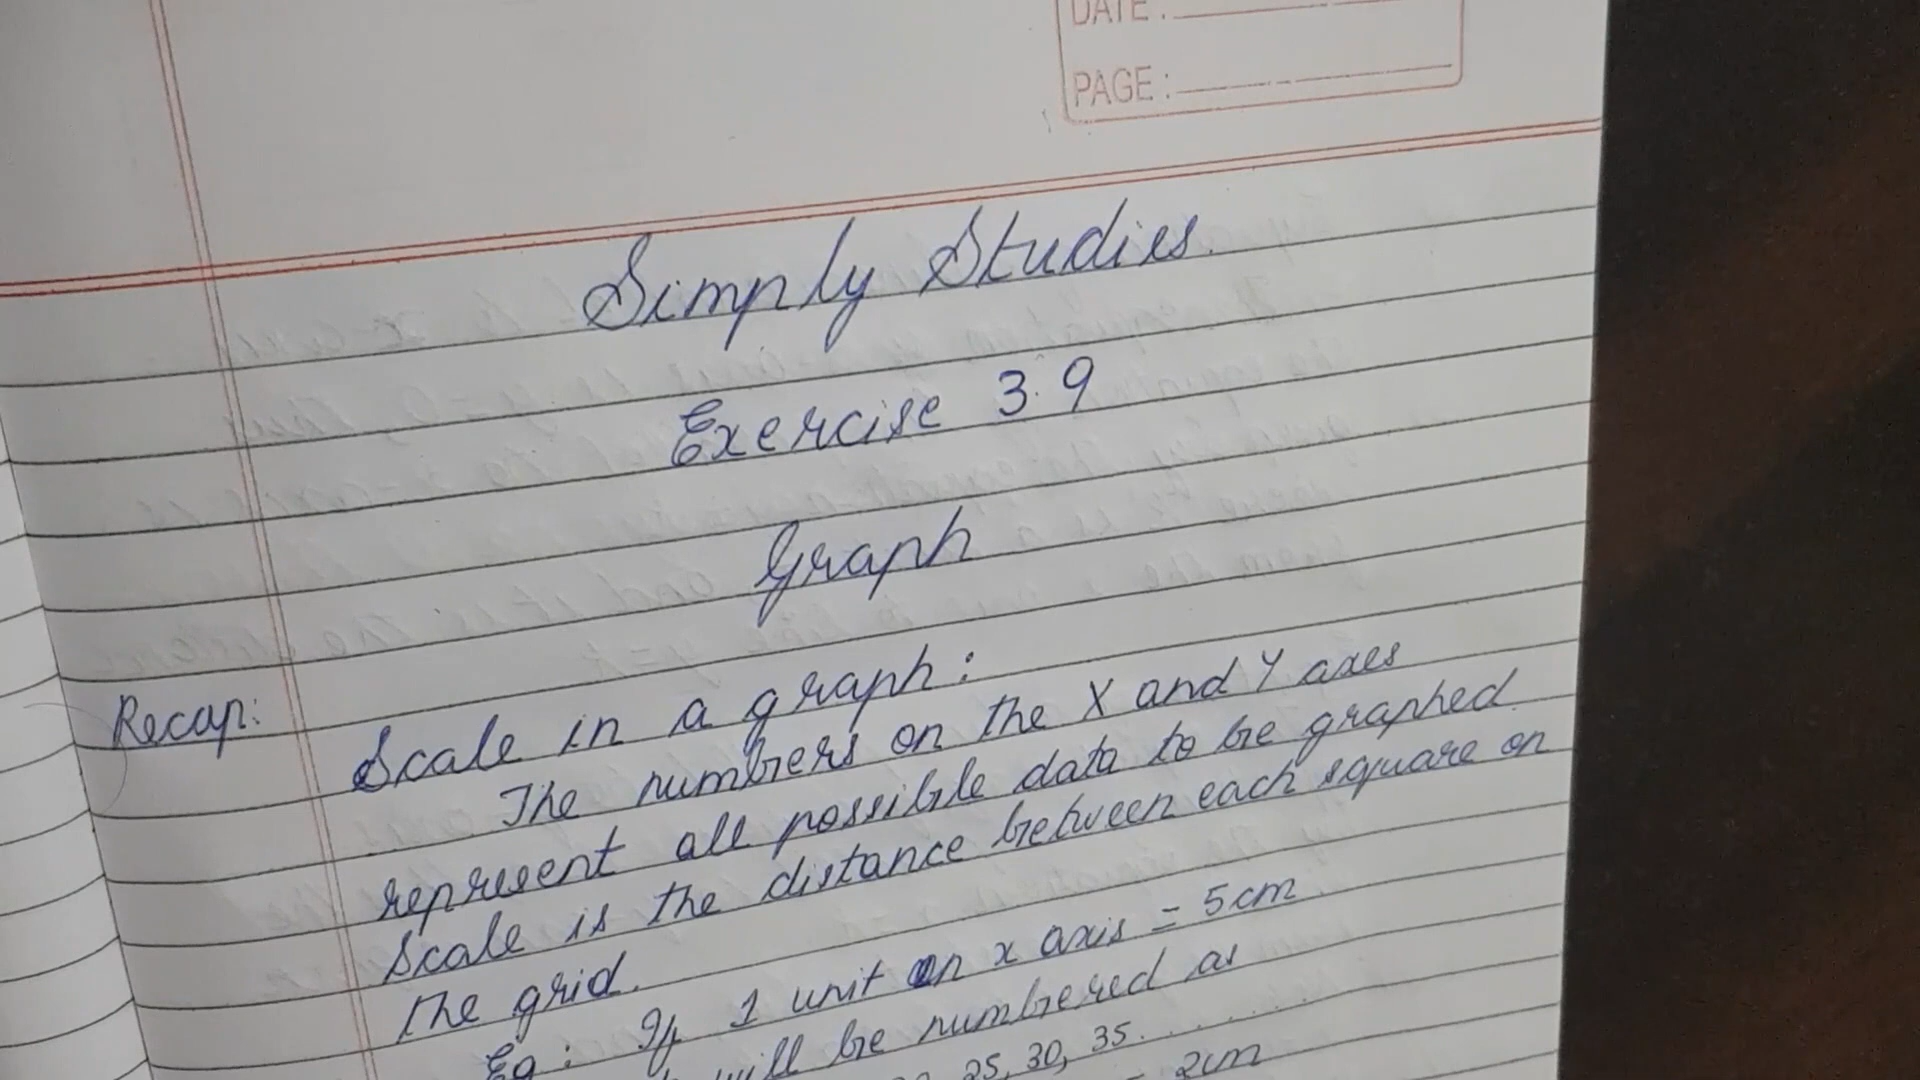 DATE :
PAGE :
Simply Studies.
Exercise 3.9
Graph
Recap:
Scale in a graph:
The numbers on the X and Y axes
represent all possible data to be graphed.
Scale is the distance between each square on
the grid.
Eg: If 1 unit on x axis = 5cm
will be numbered as
25, 30, 35.......
= 2cm